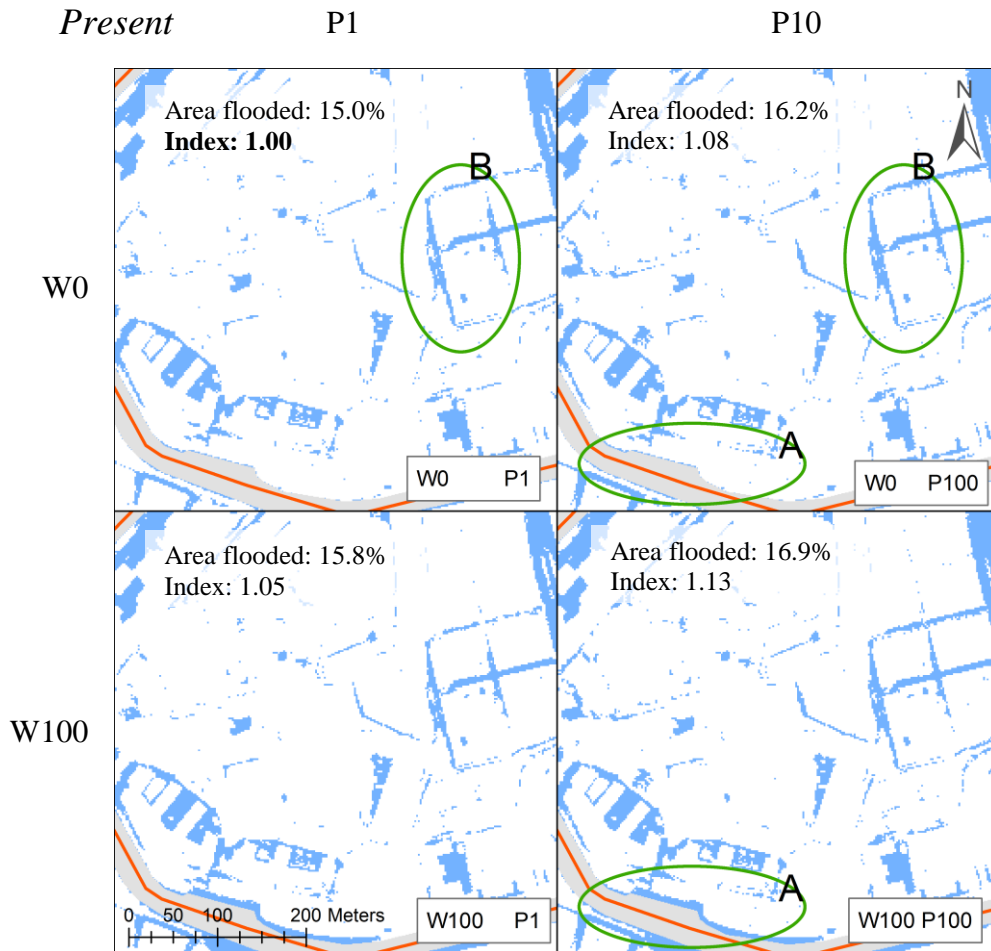 Present P1 P10
Area flooded: 15.0%
Index: 1.00
B
Area flooded: 16.2%
Index: 1.08
N
B
W0
A
W0 P1
W0 P100
Area flooded: 15.8%
Index: 1.05
Area flooded: 16.9%
Index: 1.13
W100
A
0 50 100 200 Meters
W100 P1
W100 P100